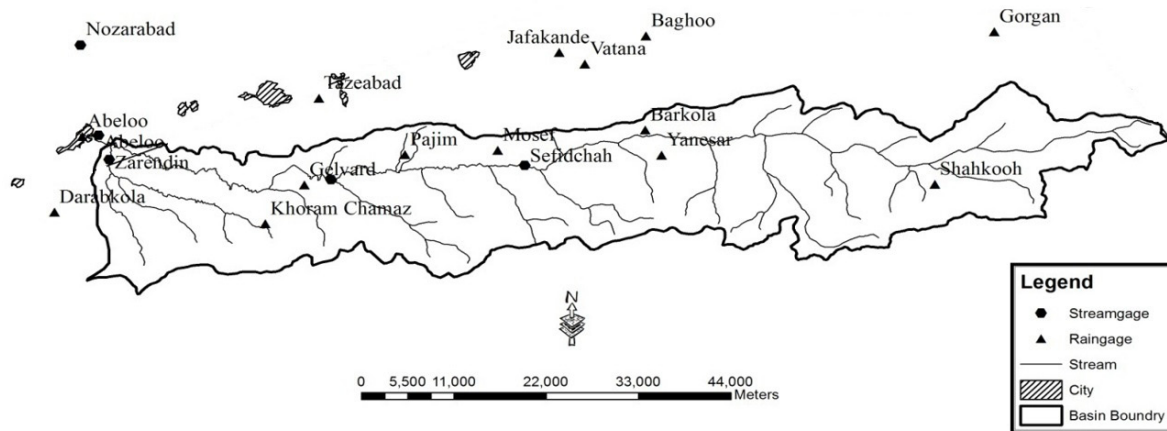 Gorgan
Baghoo
Nozarabad
Jafakande
Vatana
Tazeabad
Abeloo
Barkola
Abeloo
Pajim
Moser
Yanesar
Zarendin
Sefidchah
Gelvard
Shahkooh
Darabkola
Khoram Chamaz
N
0 5,500 11,000 22,000 33,000 44,000
Meters
Legend
Streamgage
Raingage
Stream
City
Basin Boundry